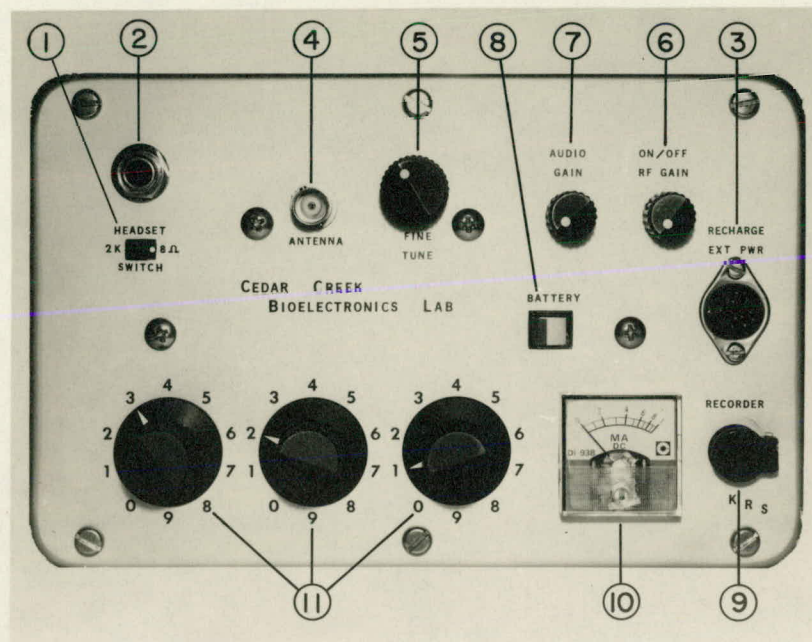 1 2 4 5 8 7 6 3
HEADSET
2K 8Ω
SWITCH
ANTENNA
FINE
TUNE
AUDIO
GAIN
ON/OFF
RF GAIN
RECHARGE
EXT PWR
CEDAR CREEK
BIOELECTRONICS LAB
BATTERY
0 1 2 3 4 5 6 7 8 9
0 1 2 3 4 5 6 7 8 9
0 1 2 3 4 5 6 7 8 9
MA
DC
RECORDER
K R S
11 10 9